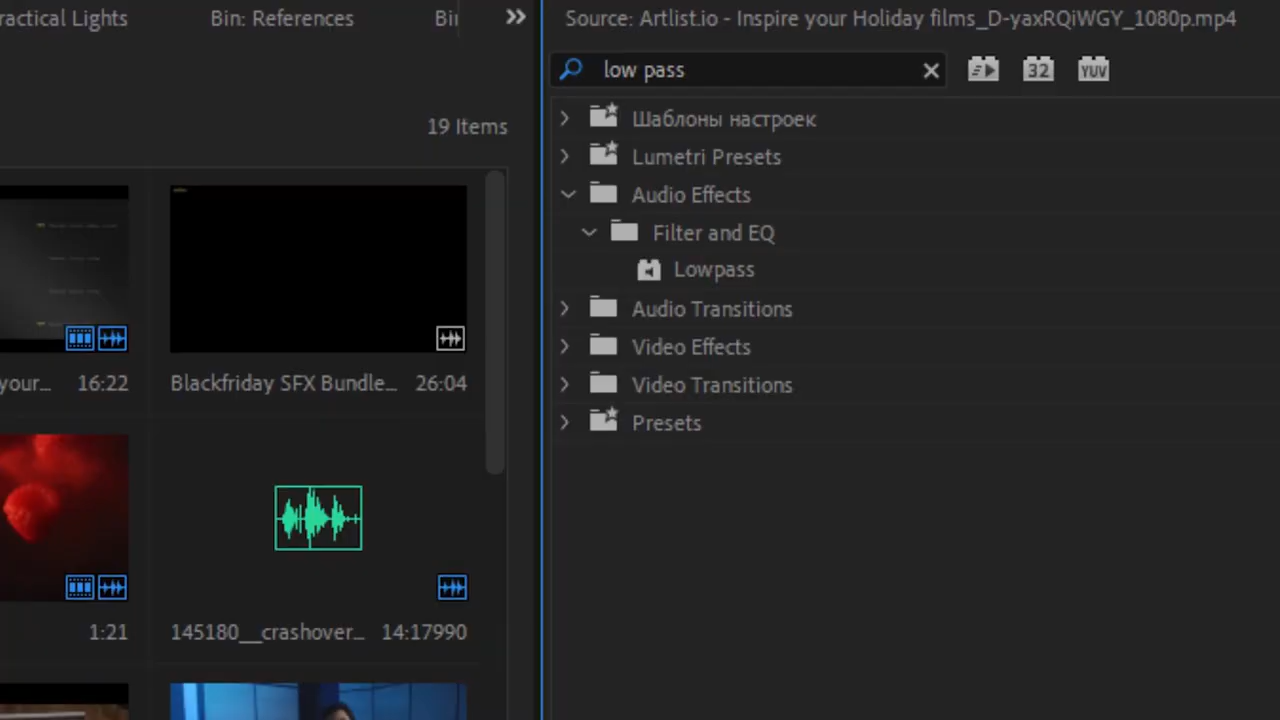 ractical Lights
Bin: References
Bi
19 Items
your...
16:22
Blackfriday SFX Bundle...
26:04
1:21
145180__crashover...
14:17990
Source: Artlist.io - Inspire your Holiday films_D-yaxRQiWGY_1080p.mp4
low pass
32
YUV
Шаблоны настроек
Lumetri Presets
Audio Effects
Filter and EQ
Lowpass
Audio Transitions
Video Effects
Video Transitions
Presets